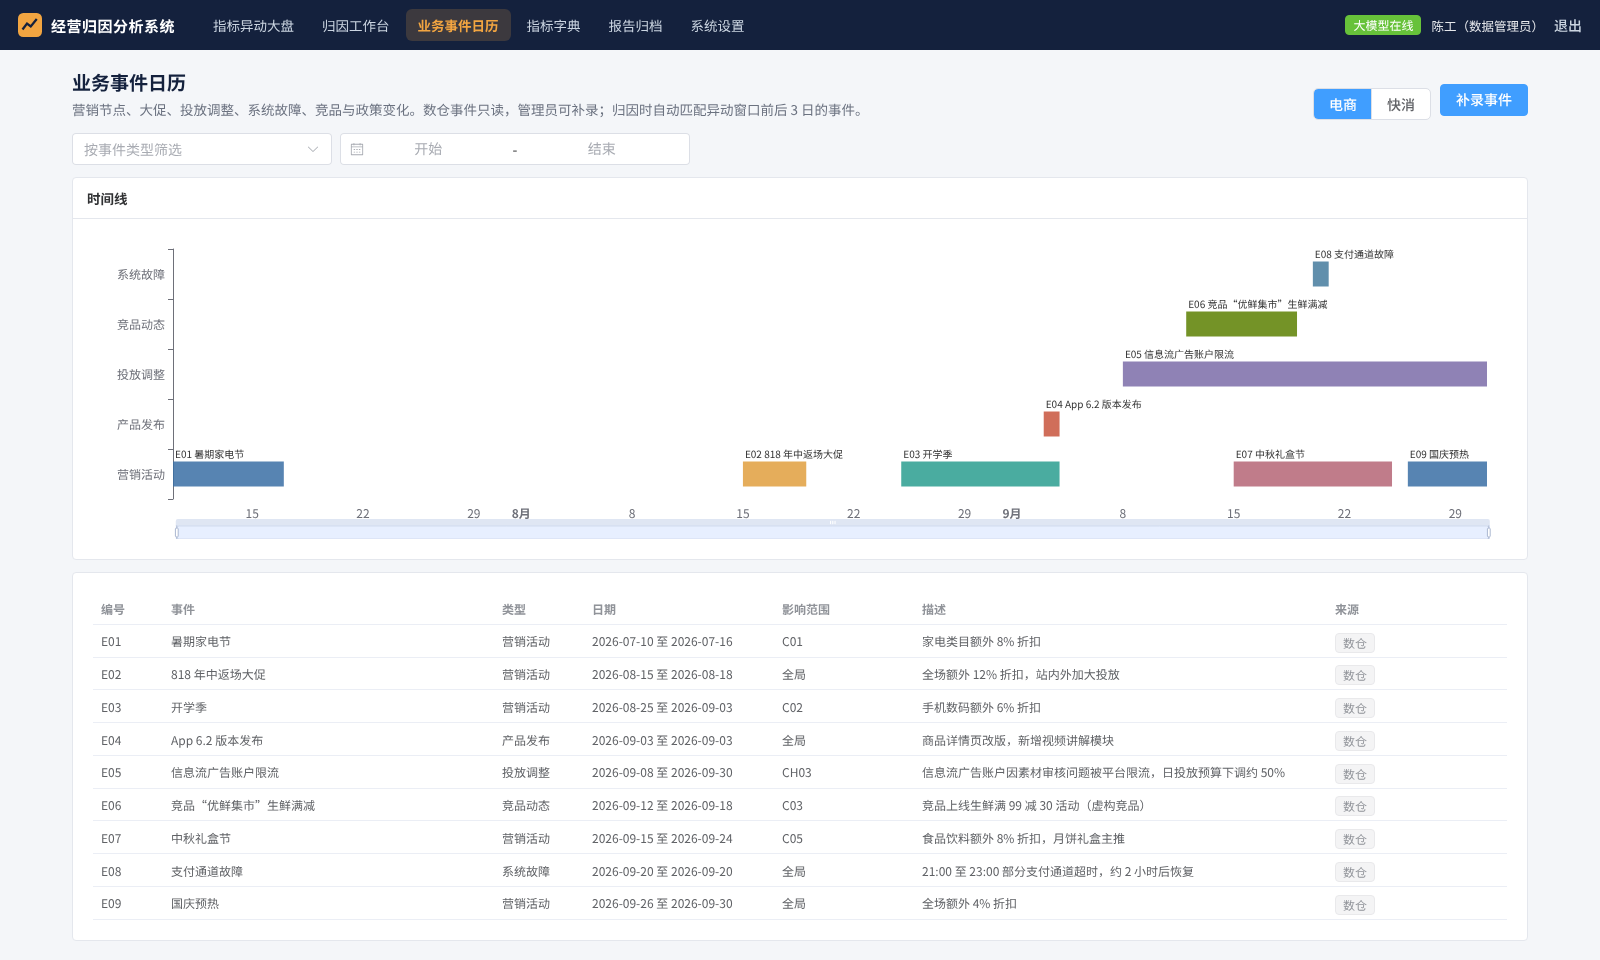 经营归因分析系统 指标异动大盘 归因工作台 业务事件日历 指标字典 报告归档 系统设置 大模型在线 陈工（数据管理员） 退出
业务事件日历
营销节点、大促、投放调整、系统故障、竞品与政策变化。数仓事件只读，管理员可补录；归因时自动匹配异动窗口前后 3 日的事件。
电商 快消 补录事件
按事件类型筛选 开始 - 结束
时间线
E08 支付通道故障
系统故障
E06 竞品“优鲜集市”生鲜满减
竞品动态
E05 信息流广告账户限流
投放调整
E04 App 6.2 版本发布
产品发布
E01 暑期家电节 E02 818 年中返场大促 E03 开学季 E07 中秋礼盒节 E09 国庆预热
营销活动
15 22 29 8月 8 15 22 29 9月 8 15 22 29
编号 事件 类型 日期 影响范围 描述 来源
E01 暑期家电节 营销活动 2026-07-10 至 2026-07-16 C01 家电类目额外 8% 折扣 数仓
E02 818 年中返场大促 营销活动 2026-08-15 至 2026-08-18 全局 全场额外 12% 折扣，站内外加大投放 数仓
E03 开学季 营销活动 2026-08-25 至 2026-09-03 C02 手机数码额外 6% 折扣 数仓
E04 App 6.2 版本发布 产品发布 2026-09-03 至 2026-09-03 全局 商品详情页改版，新增视频讲解模块 数仓
E05 信息流广告账户限流 投放调整 2026-09-08 至 2026-09-30 CH03 信息流广告账户因素材审核问题被平台限流，日投放预算下调约 50% 数仓
E06 竞品“优鲜集市”生鲜满减 竞品动态 2026-09-12 至 2026-09-18 C03 竞品上线生鲜满 99 减 30 活动（虚构竞品） 数仓
E07 中秋礼盒节 营销活动 2026-09-15 至 2026-09-24 C05 食品饮料额外 8% 折扣，月饼礼盒主推 数仓
E08 支付通道故障 系统故障 2026-09-20 至 2026-09-20 全局 21:00 至 23:00 部分支付通道超时，约 2 小时后恢复 数仓
E09 国庆预热 营销活动 2026-09-26 至 2026-09-30 全局 全场额外 4% 折扣 数仓